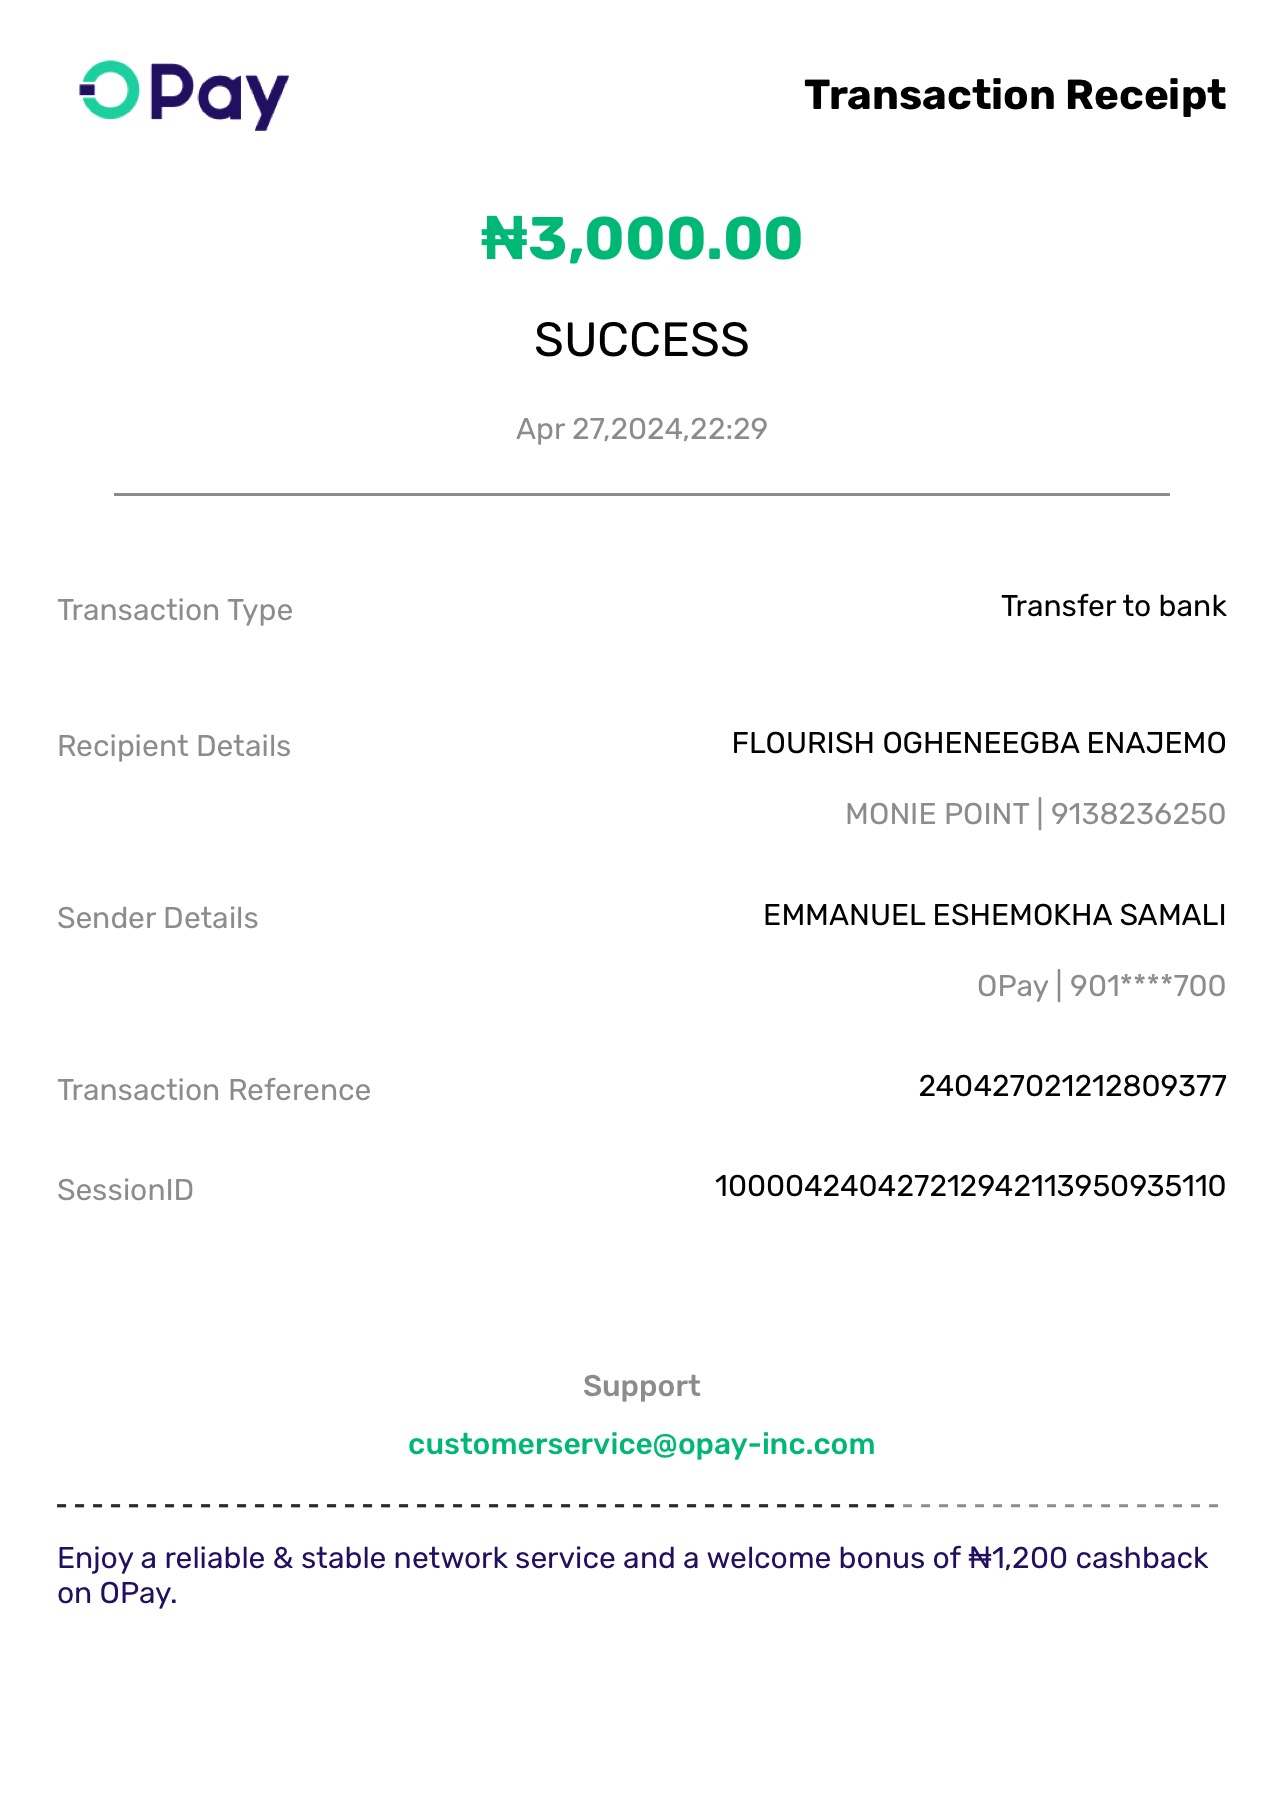 OPay
Transaction Receipt
₦3,000.00
SUCCESS
Apr 27,2024,22:29
Transaction Type
Transfer to bank
Recipient Details
FLOURISH OGHENEEGBA ENAJEMO
MONIE POINT | 9138236250
Sender Details
EMMANUEL ESHEMOKHA SAMALI
OPay | 901****700
Transaction Reference
240427021212809377
SessionID
100004240427212942113950935110
Support
customerservice@opay-inc.com
Enjoy a reliable & stable network service and a welcome bonus of ₦1,200 cashback
on OPay.